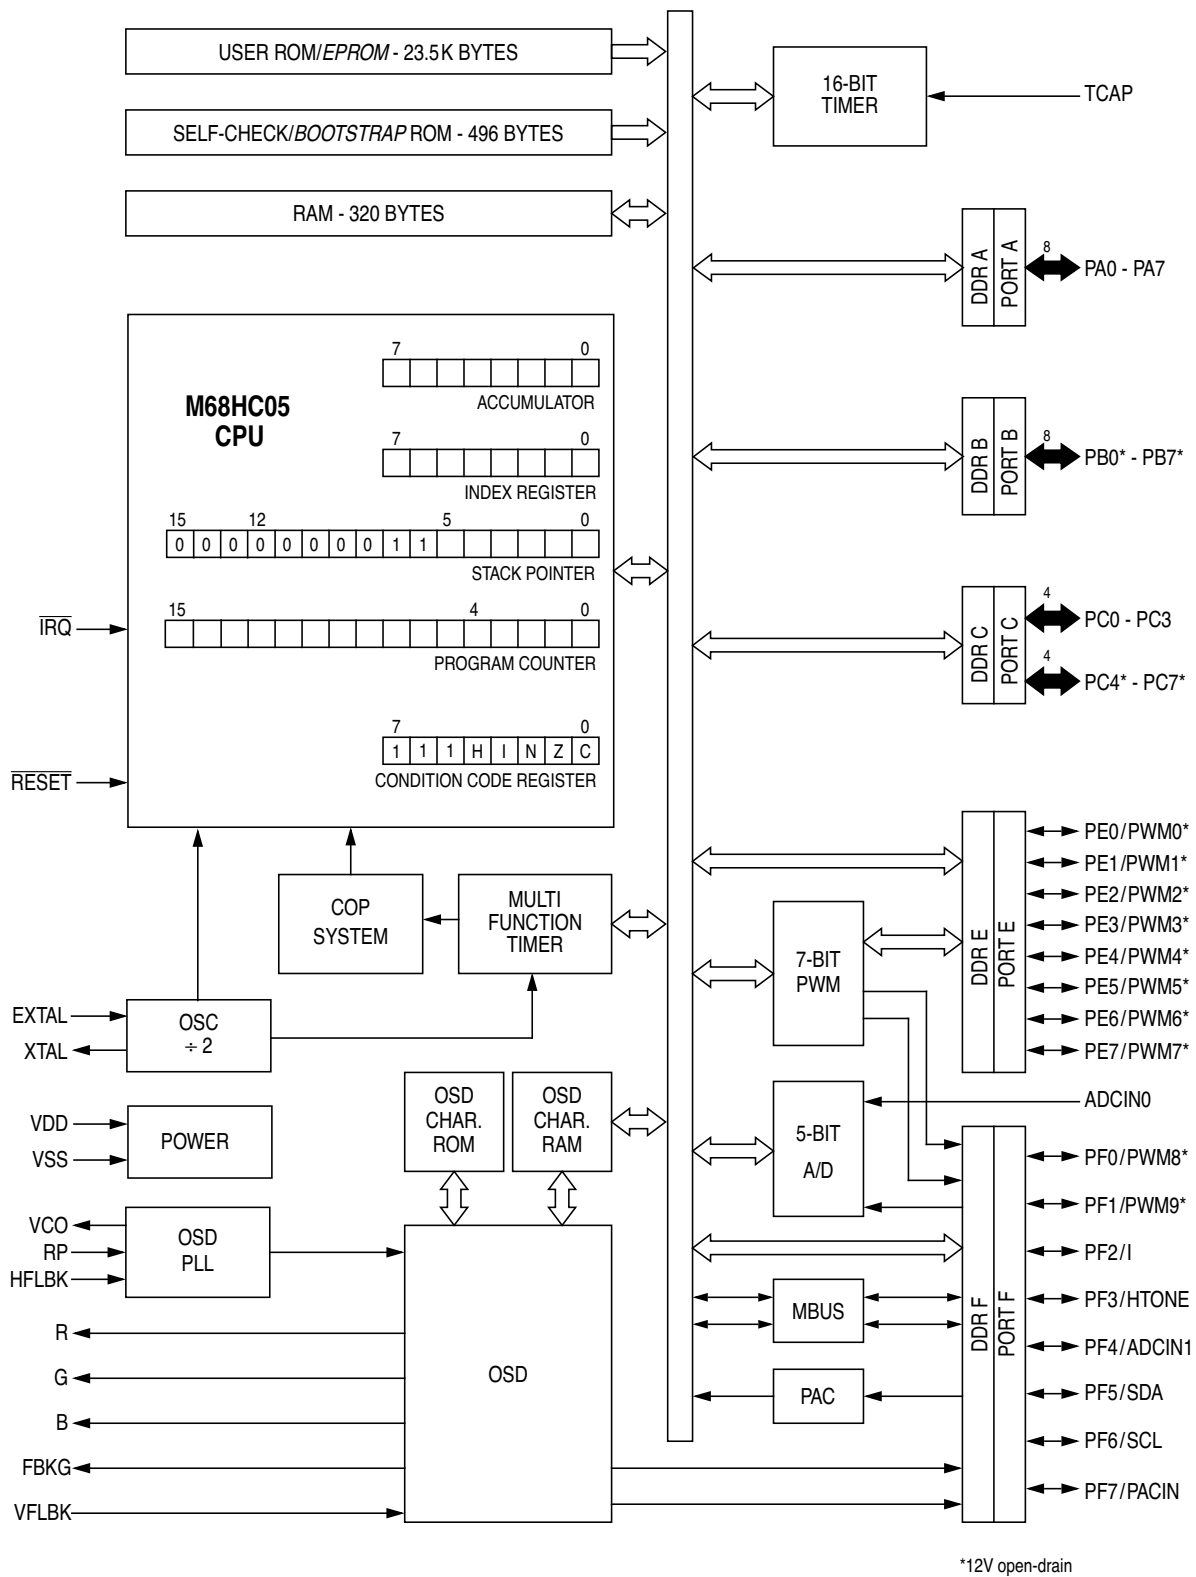 USER ROM/EPROM - 23.5K BYTES
SELF-CHECK/BOOTSTRAP ROM - 496 BYTES
RAM - 320 BYTES
16-BIT
TIMER
TCAP
DDR A
PORT A
8
PA0 - PA7
DDR B
PORT B
8
PB0* - PB7*
DDR C
PORT C
4
PC0 - PC3
4
PC4* - PC7*
M68HC05
CPU
7 0
ACCUMULATOR
7 0
INDEX REGISTER
15 12 5 0
0 0 0 0 0 0 0 0 1 1
STACK POINTER
15 4 0
PROGRAM COUNTER
7 0
1 1 1 H I N Z C
CONDITION CODE REGISTER
IRQ
RESET
COP
SYSTEM
MULTI
FUNCTION
TIMER
EXTAL
XTAL
OSC
÷ 2
VDD
VSS
POWER
VCO
RP
HFLBK
OSD
PLL
OSD
CHAR.
ROM
OSD
CHAR.
RAM
OSD
R
G
B
FBKG
VFLBK
7-BIT
PWM
DDR E
PORT E
PE0/PWM0*
PE1/PWM1*
PE2/PWM2*
PE3/PWM3*
PE4/PWM4*
PE5/PWM5*
PE6/PWM6*
PE7/PWM7*
5-BIT
A/D
ADCIN0
MBUS
PAC
DDR F
PORT F
PF0/PWM8*
PF1/PWM9*
PF2/I
PF3/HTONE
PF4/ADCIN1
PF5/SDA
PF6/SCL
PF7/PACIN
*12V open-drain